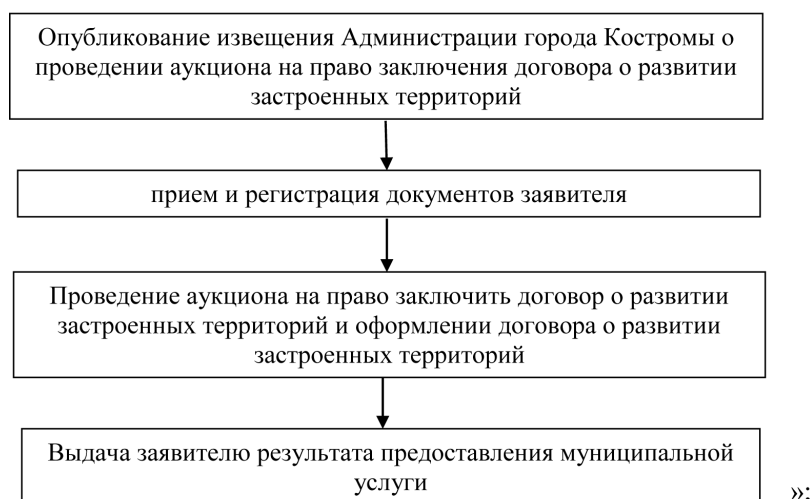 Опубликование извещения Администрации города Костромы о
проведении аукциона на право заключения договора о развитии
застроенных территорий
прием и регистрация документов заявителя
Проведение аукциона на право заключить договор о развитии
застроенных территорий и оформлении договора о развитии
застроенных территорий
Выдача заявителю результата предоставления муниципальной
услуги
»;